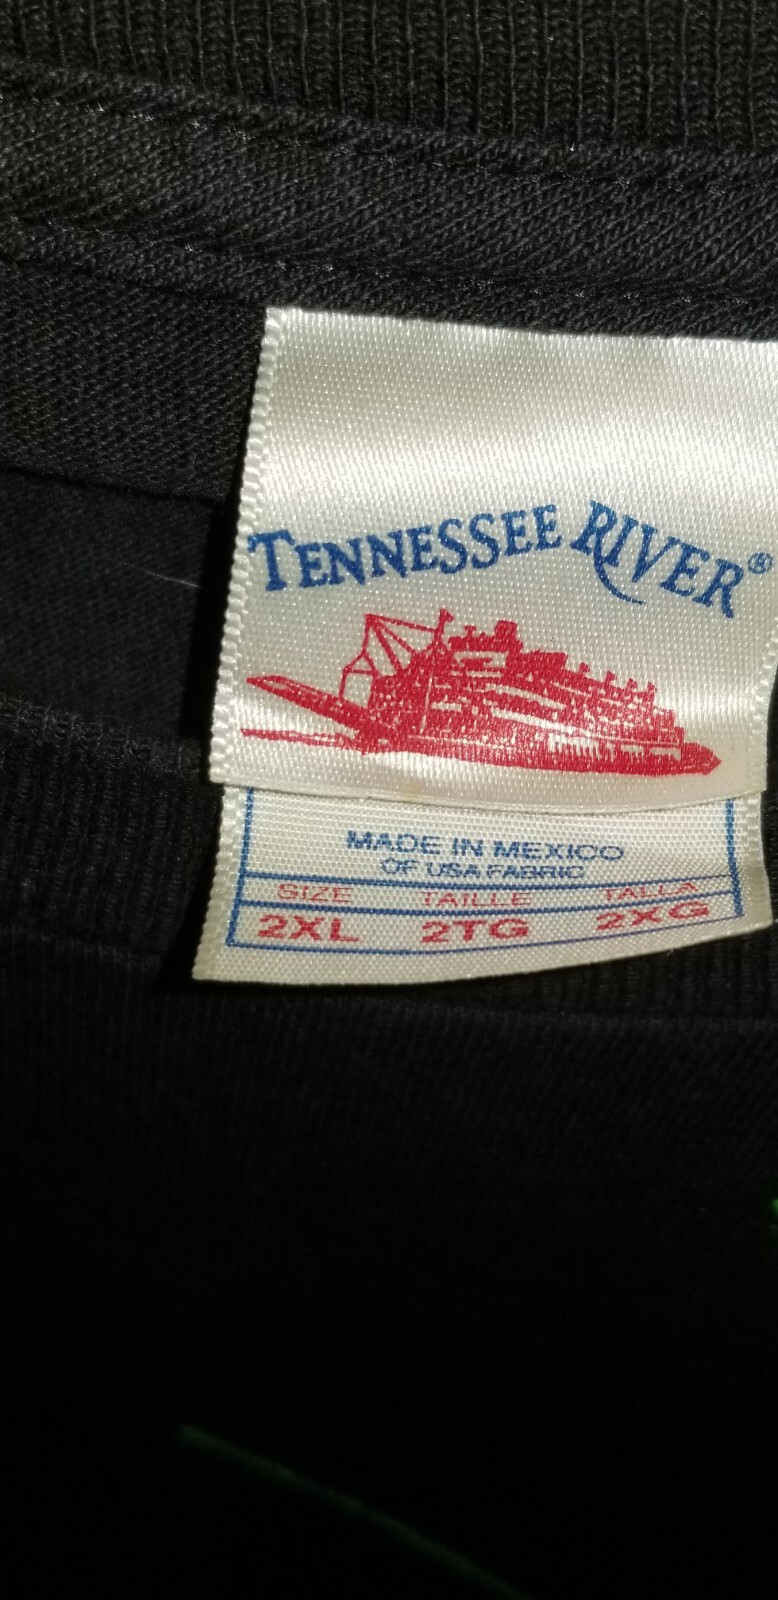 TENNESSEE RIVER®
MADE IN MEXICO
OF USA FABRIC
SIZE TAILLE TALLA
2XL 2TG 2XG